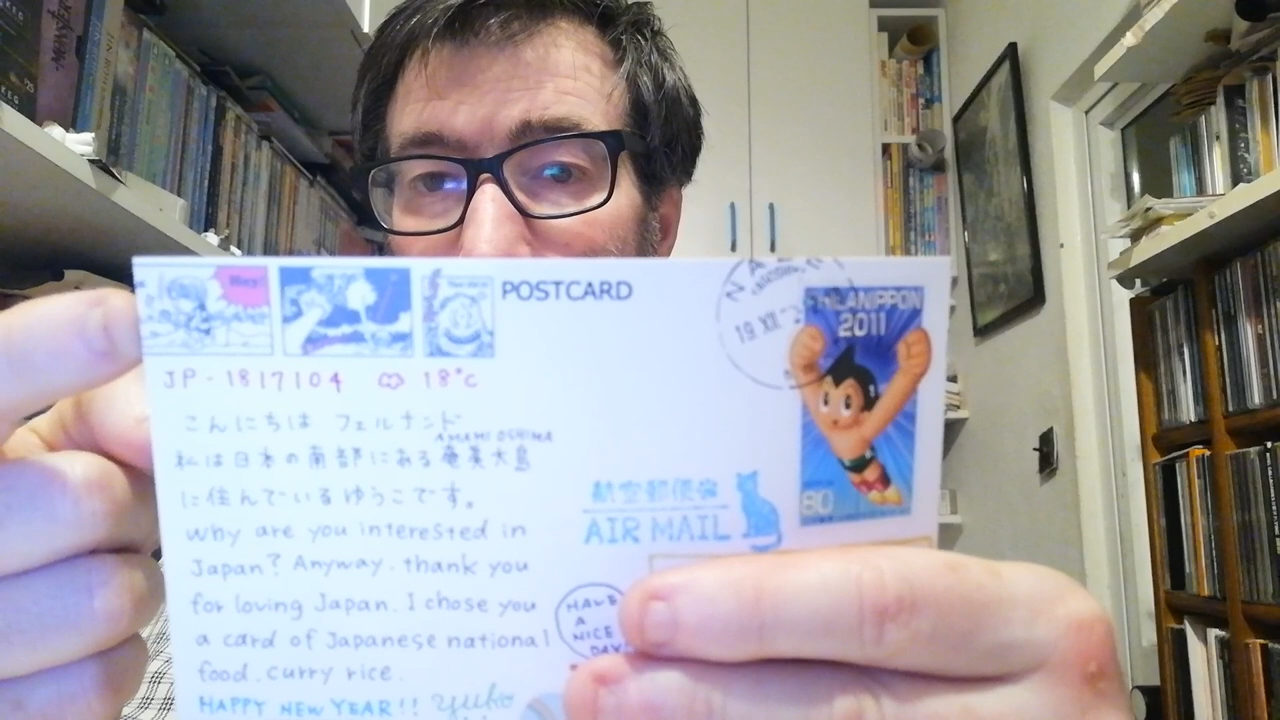 Hey!
POSTCARD
19 XII
PHILANIPPON
2011
80
JP-1817104 18°C
こんにちは フェルナンド
AMAMI OSHIMA
私は日本の南部にある奄美大島
に住んでいるゆうこです。
Why are you interested in
Japan? Anyway. thank you
for loving Japan. I chose you
a card of Japanese national
food. curry rice.
HAPPY NEW YEAR!! yuko
航空郵便
AIR MAIL
HAVE
A
NICE
DAY